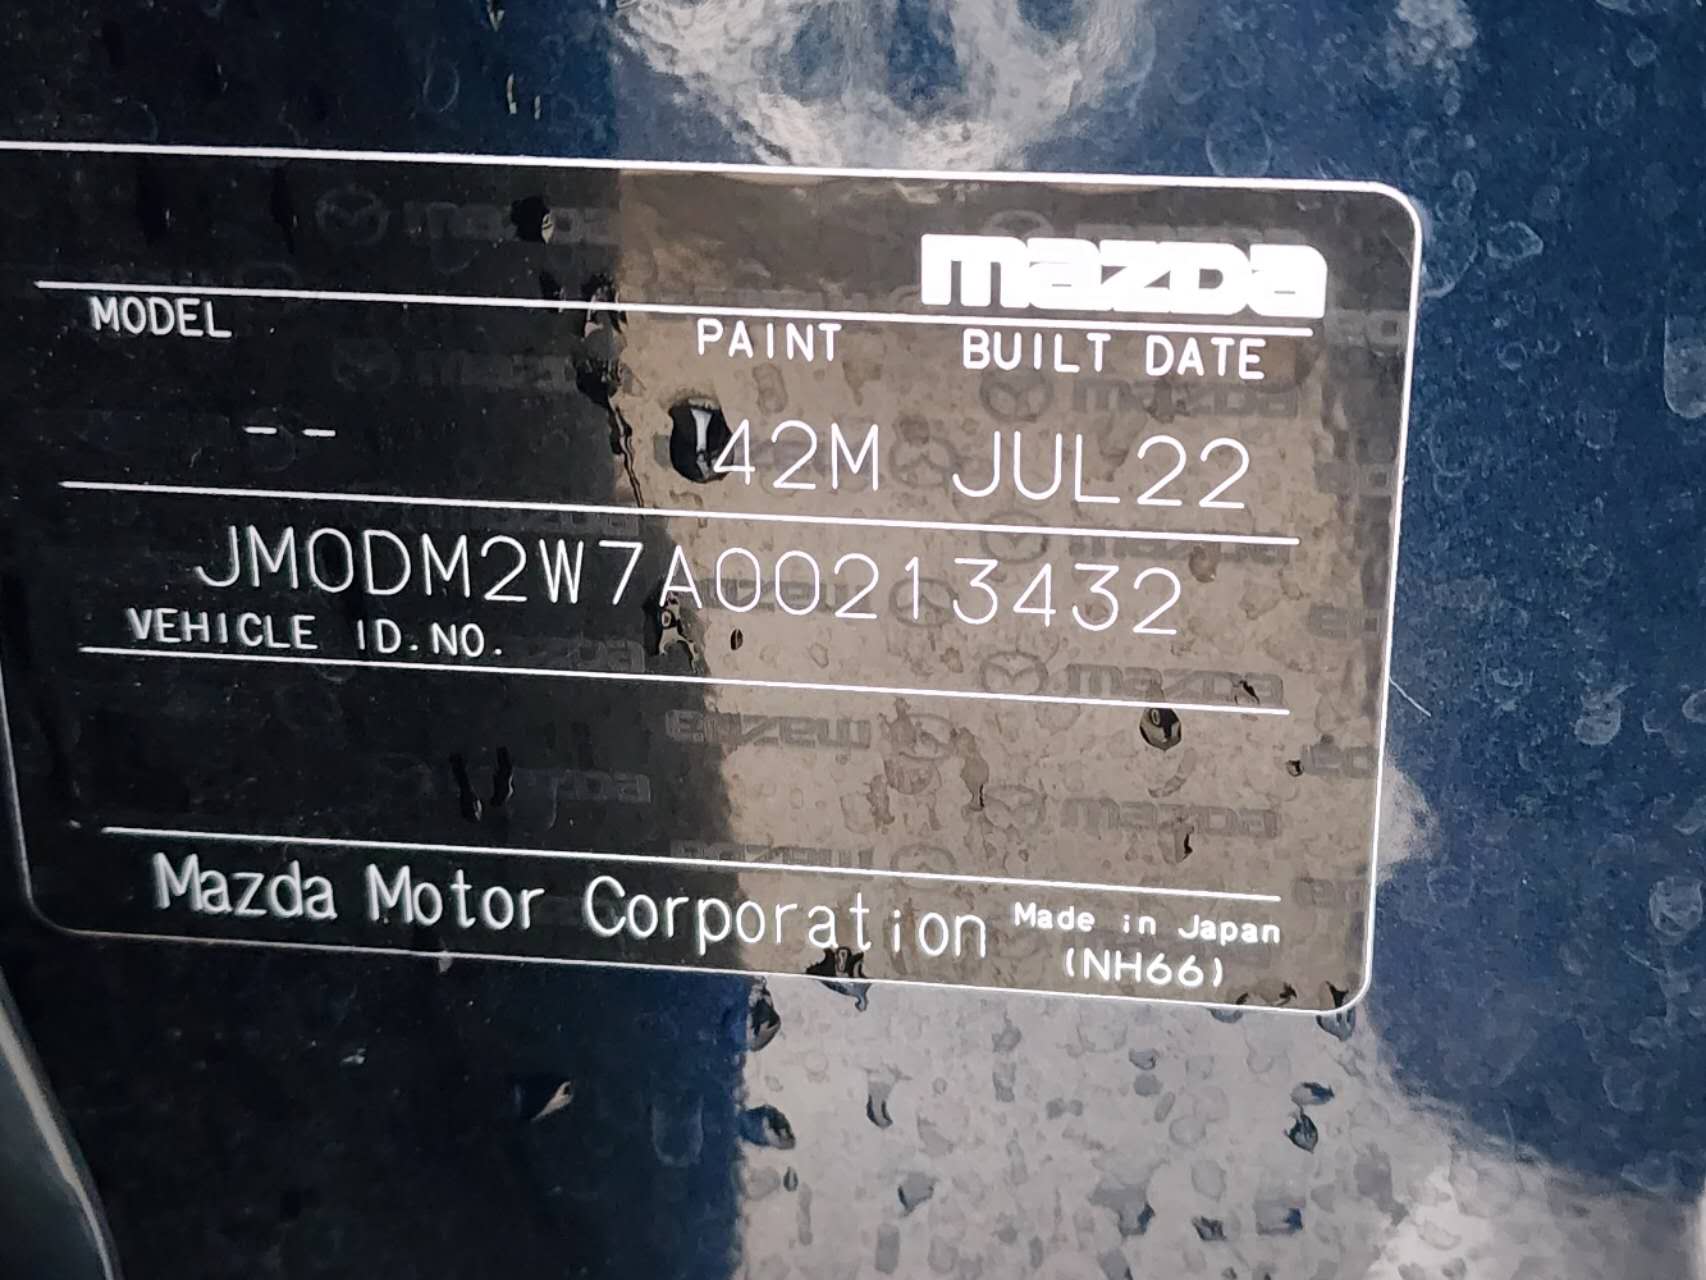 mazda
MODEL PAINT BUILT DATE
-- 42M JUL22
JM0DM2W7A00213432
VEHICLE ID.NO.
Mazda Motor Corporation Made in Japan
(NH66)